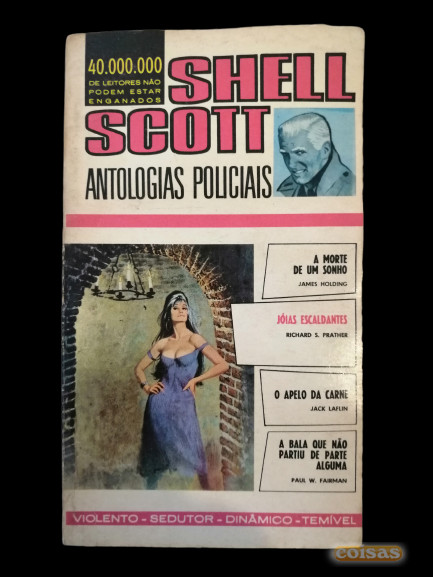 40.000.000
DE LEITORES NÃO
PODEM ESTAR
ENGANADOS
SHELL
SCOTT
ANTOLOGIAS POLICIAIS
A MORTE
DE UM SONHO
JAMES HOLDING
JÓIAS ESCALDANTES
RICHARD S. PRATHER
O APELO DA CARNE
JACK LAFLIN
A BALA QUE NÃO
PARTIU DE PARTE
ALGUMA
PAUL W. FAIRMAN
VIOLENTO - SEDUTOR - DINÂMICO - TEMÍVEL
coisas